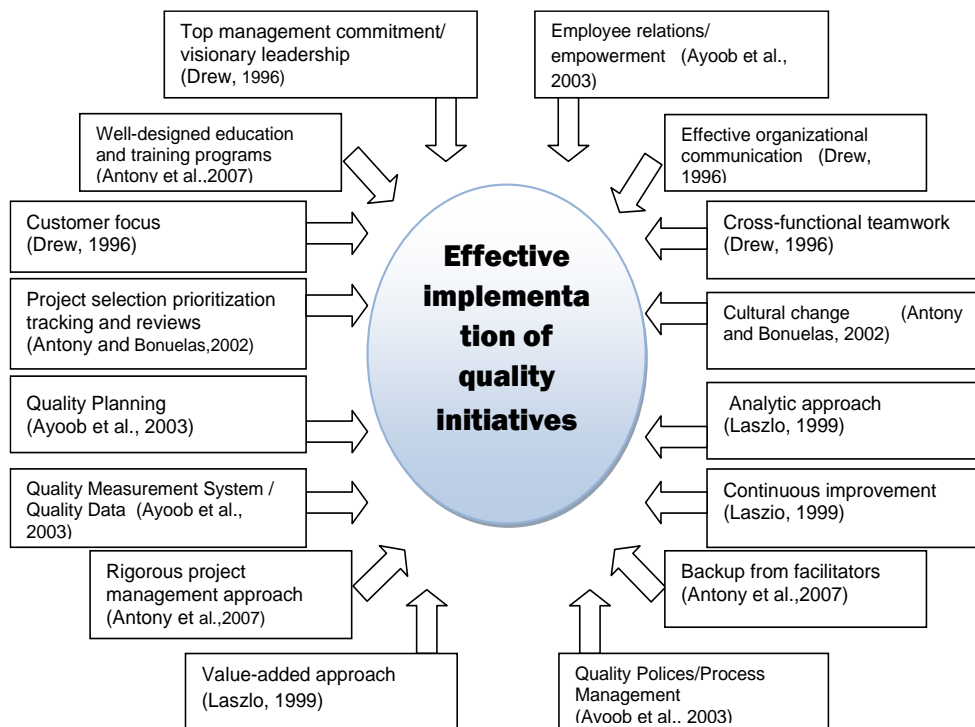 Top management commitment/
visionary leadership
(Drew, 1996)
Employee relations/
empowerment (Ayoob et al.,
2003)
Well-designed education
and training programs
(Antony et al.,2007)
Effective organizational
communication (Drew,
1996)
Customer focus
(Drew, 1996)
Cross-functional teamwork
(Drew, 1996)
Project selection prioritization
tracking and reviews
(Antony and Bonuelas,2002)
Cultural change (Antony
and Bonuelas, 2002)
Effective
implementa
tion of
quality
initiatives
Quality Planning
(Ayoob et al., 2003)
Analytic approach
(Laszlo, 1999)
Quality Measurement System /
Quality Data (Ayoob et al.,
2003)
Continuous improvement
(Laszio, 1999)
Rigorous project
management approach
(Antony et al.,2007)
Backup from facilitators
(Antony et al.,2007)
Value-added approach
(Laszlo, 1999)
Quality Polices/Process
Management
(Ayoob et al., 2003)